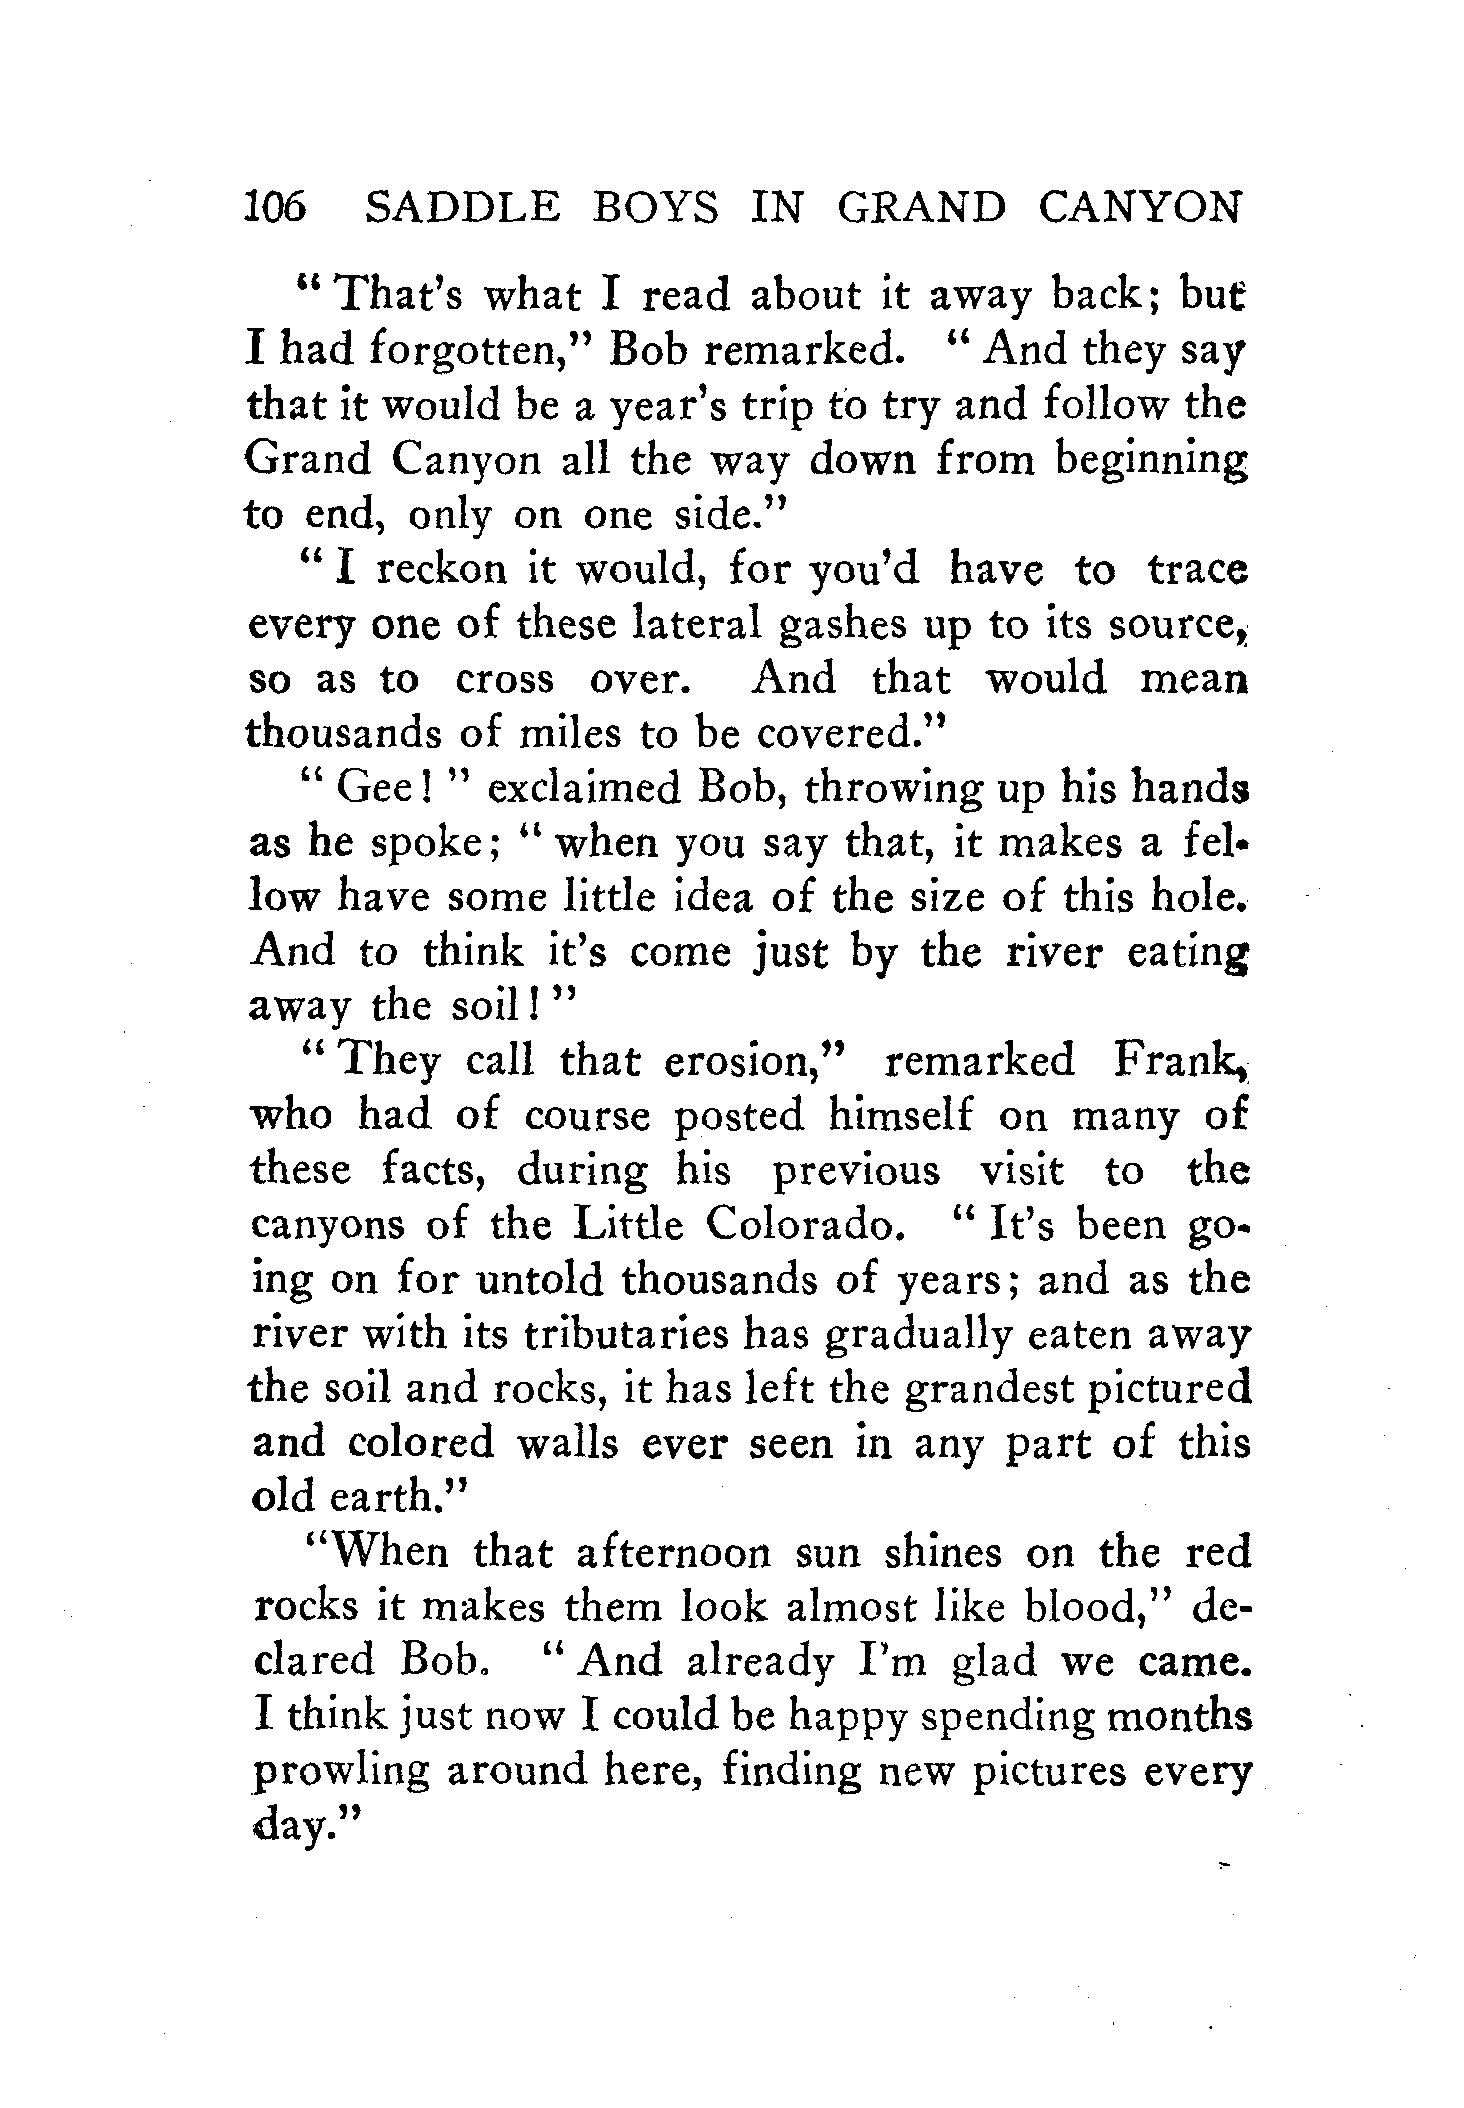 106 SADDLE BOYS IN GRAND CANYON
" That's what I read about it away back; but
I had forgotten," Bob remarked. " And they say
that it would be a year's trip to try and follow the
Grand Canyon all the way down from beginning
to end, only on one side."
" I reckon it would, for you'd have to trace
every one of these lateral gashes up to its source,
so as to cross over. And that would mean
thousands of miles to be covered."
" Gee! " exclaimed Bob, throwing up his hands
as he spoke; " when you say that, it makes a fel-
low have some little idea of the size of this hole.
And to think it's come just by the river eating
away the soil! "
" They call that erosion," remarked Frank,
who had of course posted himself on many of
these facts, during his previous visit to the
canyons of the Little Colorado. " It's been go-
ing on for untold thousands of years; and as the
river with its tributaries has gradually eaten away
the soil and rocks, it has left the grandest pictured
and colored walls ever seen in any part of this
old earth."
"When that afternoon sun shines on the red
rocks it makes them look almost like blood," de-
clared Bob. " And already I'm glad we came.
I think just now I could be happy spending months
prowling around here, finding new pictures every
day."